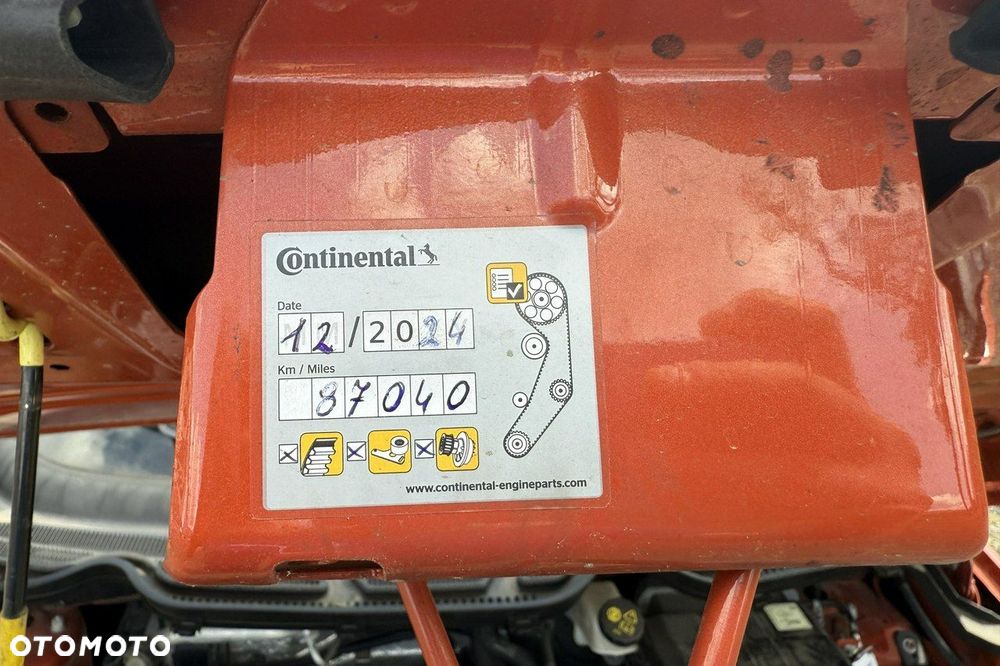 Continental
Date
12/2024
Km / Miles
87040
www.continental-engineparts.com
OTOMOTO